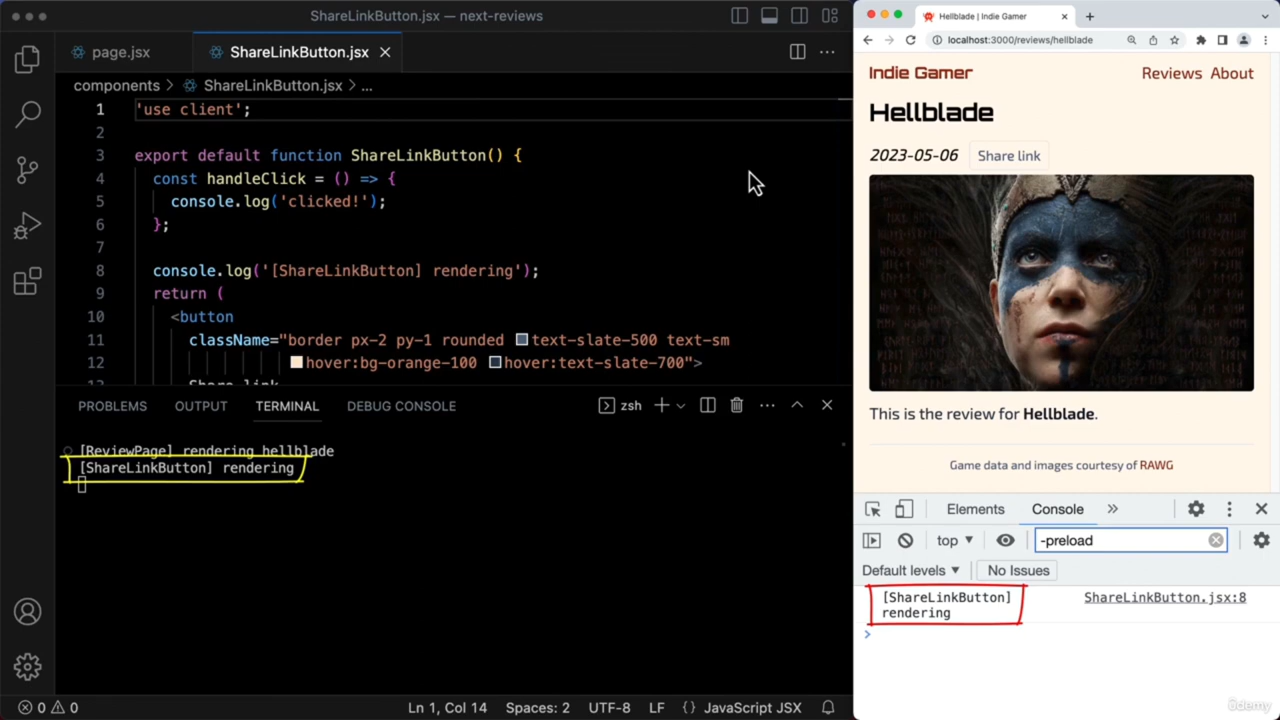 ShareLinkButton.jsx — next-reviews
page.jsx
ShareLinkButton.jsx
components > ShareLinkButton.jsx > ...
1 'use client';
2
3 export default function ShareLinkButton() {
4 const handleClick = () => {
5 console.log('clicked!');
6 };
7
8 console.log('[ShareLinkButton] rendering');
9 return (
10 <button
11 className="border px-2 py-1 rounded text-slate-500 text-sm
12 hover:bg-orange-100 hover:text-slate-700">
13 Share link
PROBLEMS OUTPUT TERMINAL DEBUG CONSOLE
zsh
[ReviewPage] rendering hellblade
[ShareLinkButton] rendering
0 0
Ln 1, Col 14 Spaces: 2 UTF-8 LF {} JavaScript JSX
Hellblade | Indie Gamer
localhost:3000/reviews/hellblade
Indie Gamer
Reviews About
Hellblade
2023-05-06 Share link
This is the review for Hellblade.
Game data and images courtesy of RAWG
Elements Console
top
-preload
Default levels
No Issues
[ShareLinkButton] ShareLinkButton.jsx:8
rendering
ûdemy